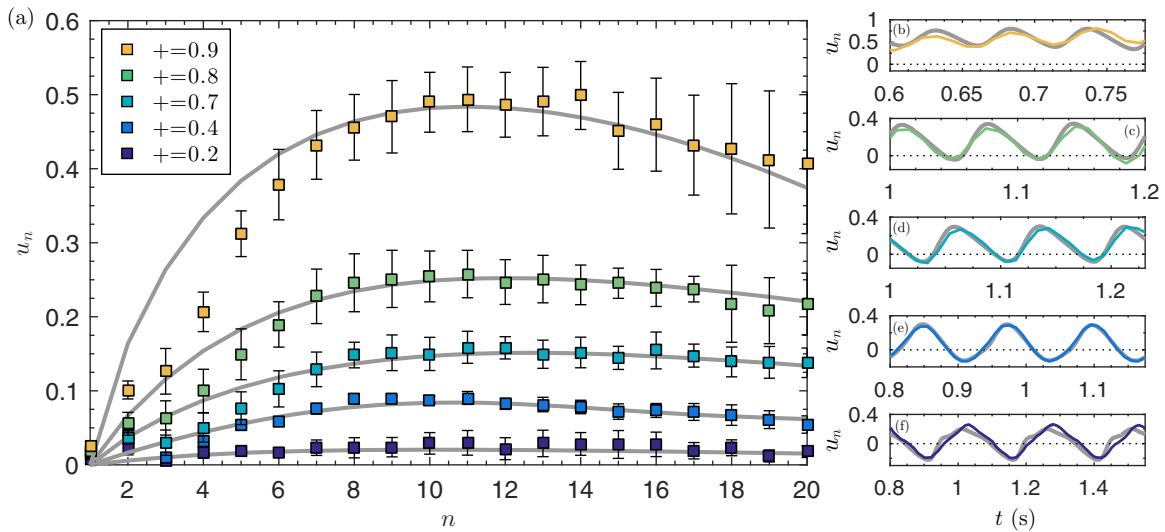 (a)
0.6
0.5
0.4
0.3
0.2
0.1
0
u_n
+=0.9
+=0.8
+=0.7
+=0.4
+=0.2
2 4 6 8 10 12 14 16 18 20
n
(b)
u_n
1
0.5
0
0.6 0.65 0.7 0.75
(c)
u_n
0.4
0
1 1.1 1.2
(d)
u_n
0.4
0
1 1.1 1.2
(e)
u_n
0.4
0
0.8 0.9 1 1.1
(f)
u_n
0.4
0
0.8 1 1.2 1.4
t (s)